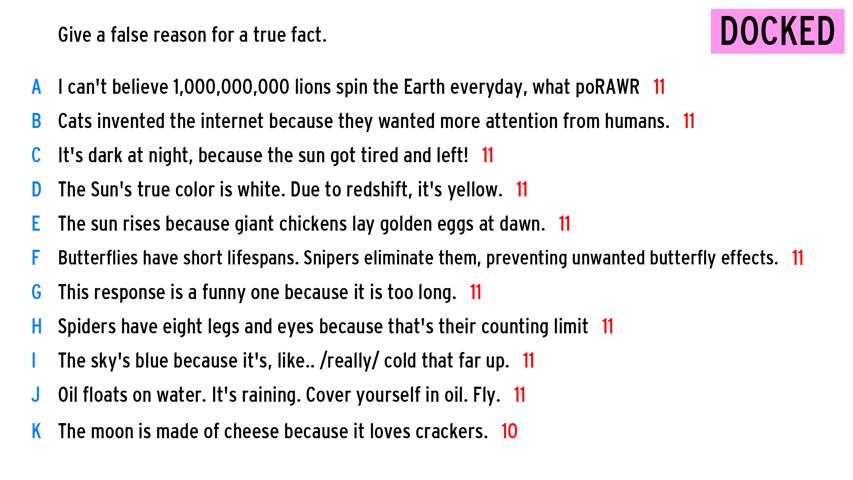 Give a false reason for a true fact.
DOCKED
A I can't believe 1,000,000,000 lions spin the Earth everyday, what poRAWR 11
B Cats invented the internet because they wanted more attention from humans. 11
C It's dark at night, because the sun got tired and left! 11
D The Sun's true color is white. Due to redshift, it's yellow. 11
E The sun rises because giant chickens lay golden eggs at dawn. 11
F Butterflies have short lifespans. Snipers eliminate them, preventing unwanted butterfly effects. 11
G This response is a funny one because it is too long. 11
H Spiders have eight legs and eyes because that's their counting limit 11
I The sky's blue because it's, like.. /really/ cold that far up. 11
J Oil floats on water. It's raining. Cover yourself in oil. Fly. 11
K The moon is made of cheese because it loves crackers. 10